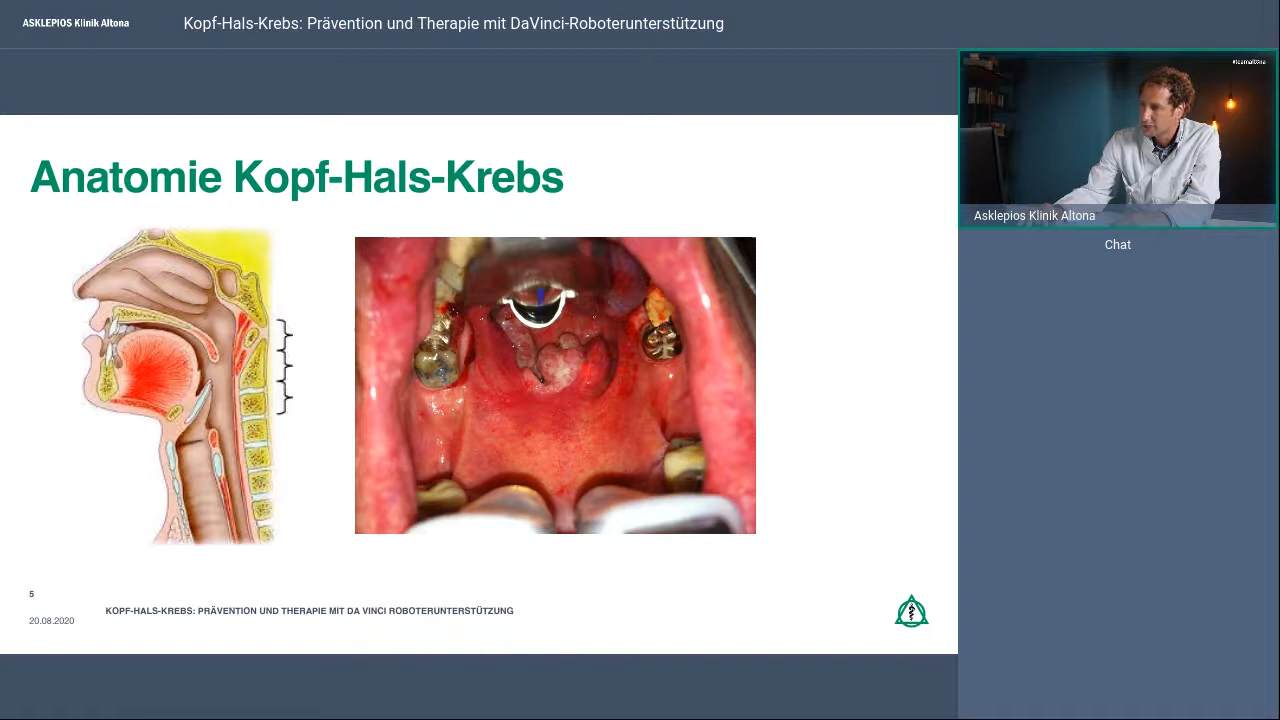 ASKLEPIOS Klinik Altona
Kopf-Hals-Krebs: Prävention und Therapie mit DaVinci-Roboterunterstützung
#teamaltona
Anatomie Kopf-Hals-Krebs
Asklepios Klinik Altona
Chat
5
KOPF-HALS-KREBS: PRÄVENTION UND THERAPIE MIT DA VINCI ROBOTERUNTERSTÜTZUNG
20.08.2020